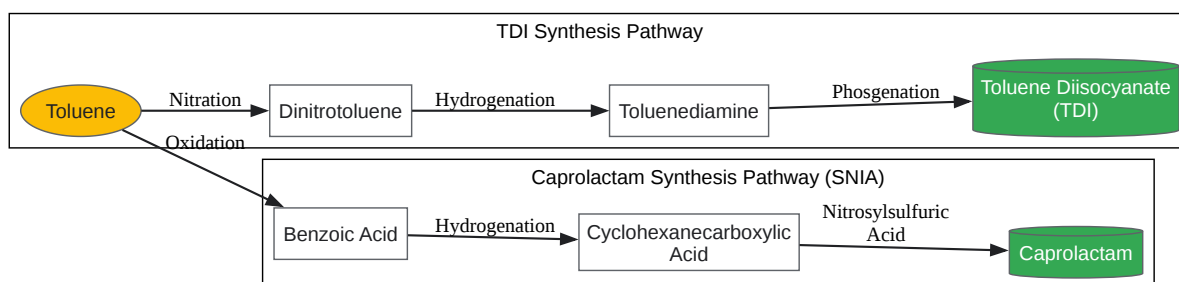 TDI Synthesis Pathway
Toluene
Nitration
Dinitrotoluene
Hydrogenation
Toluenediamine
Phosgenation
Toluene Diisocyanate
(TDI)
Oxidation
Caprolactam Synthesis Pathway (SNIA)
Benzoic Acid
Hydrogenation
Cyclohexanecarboxylic
Acid
Nitrosylsulfuric
Acid
Caprolactam